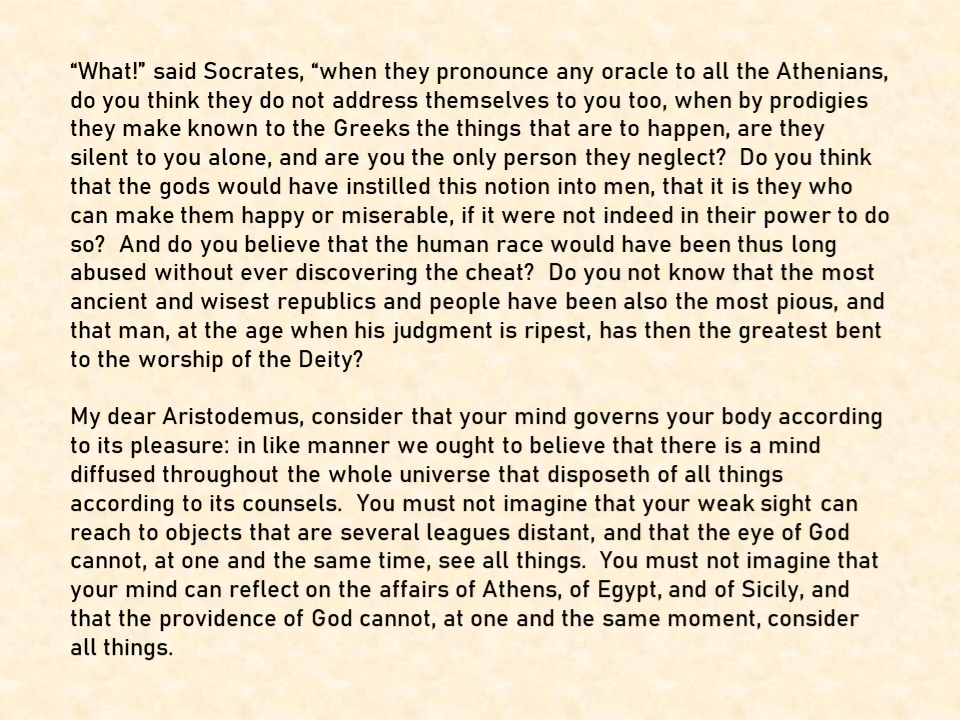 “What!” said Socrates, “when they pronounce any oracle to all the Athenians,
do you think they do not address themselves to you too, when by prodigies
they make known to the Greeks the things that are to happen, are they
silent to you alone, and are you the only person they neglect?  Do you think
that the gods would have instilled this notion into men, that it is they who
can make them happy or miserable, if it were not indeed in their power to do
so?  And do you believe that the human race would have been thus long
abused without ever discovering the cheat?  Do you not know that the most
ancient and wisest republics and people have been also the most pious, and
that man, at the age when his judgment is ripest, has then the greatest bent
to the worship of the Deity?

My dear Aristodemus, consider that your mind governs your body according
to its pleasure: in like manner we ought to believe that there is a mind
diffused throughout the whole universe that disposeth of all things
according to its counsels.  You must not imagine that your weak sight can
reach to objects that are several leagues distant, and that the eye of God
cannot, at one and the same time, see all things.  You must not imagine that
your mind can reflect on the affairs of Athens, of Egypt, and of Sicily, and
that the providence of God cannot, at one and the same moment, consider
all things.